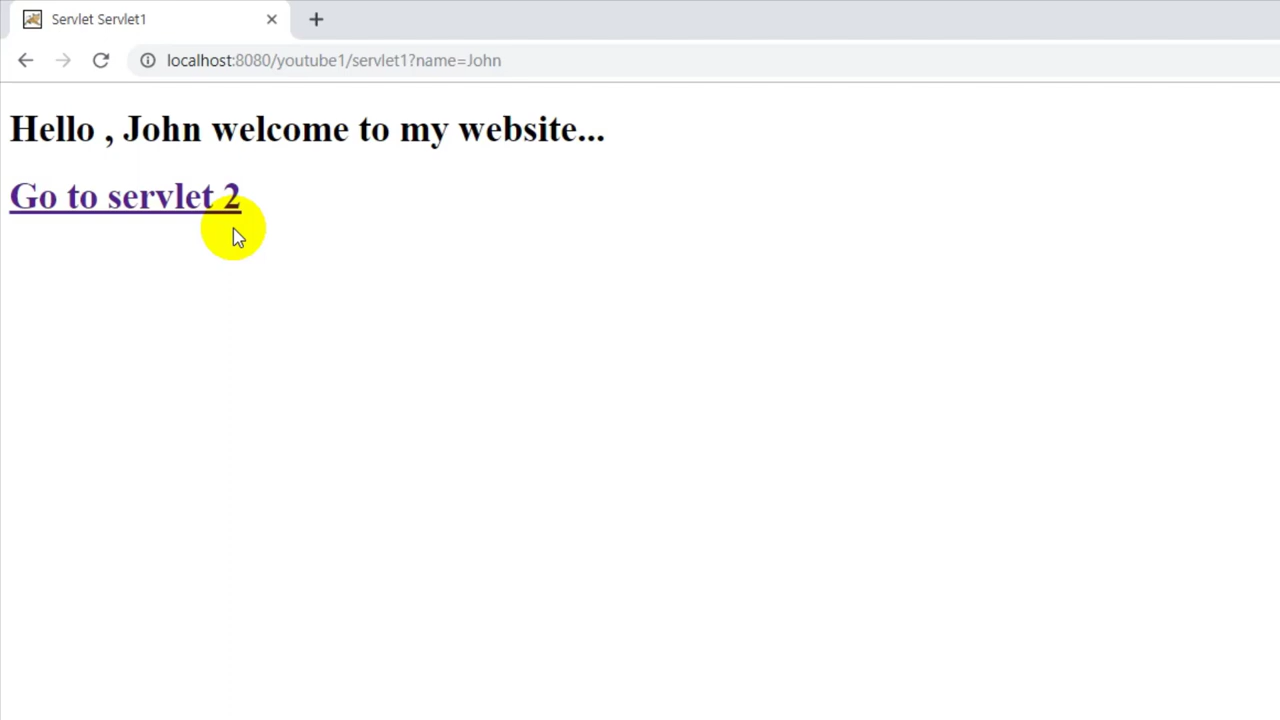 Servlet Servlet1
localhost:8080/youtube1/servlet1?name=John
Hello , John welcome to my website...
Go to servlet 2